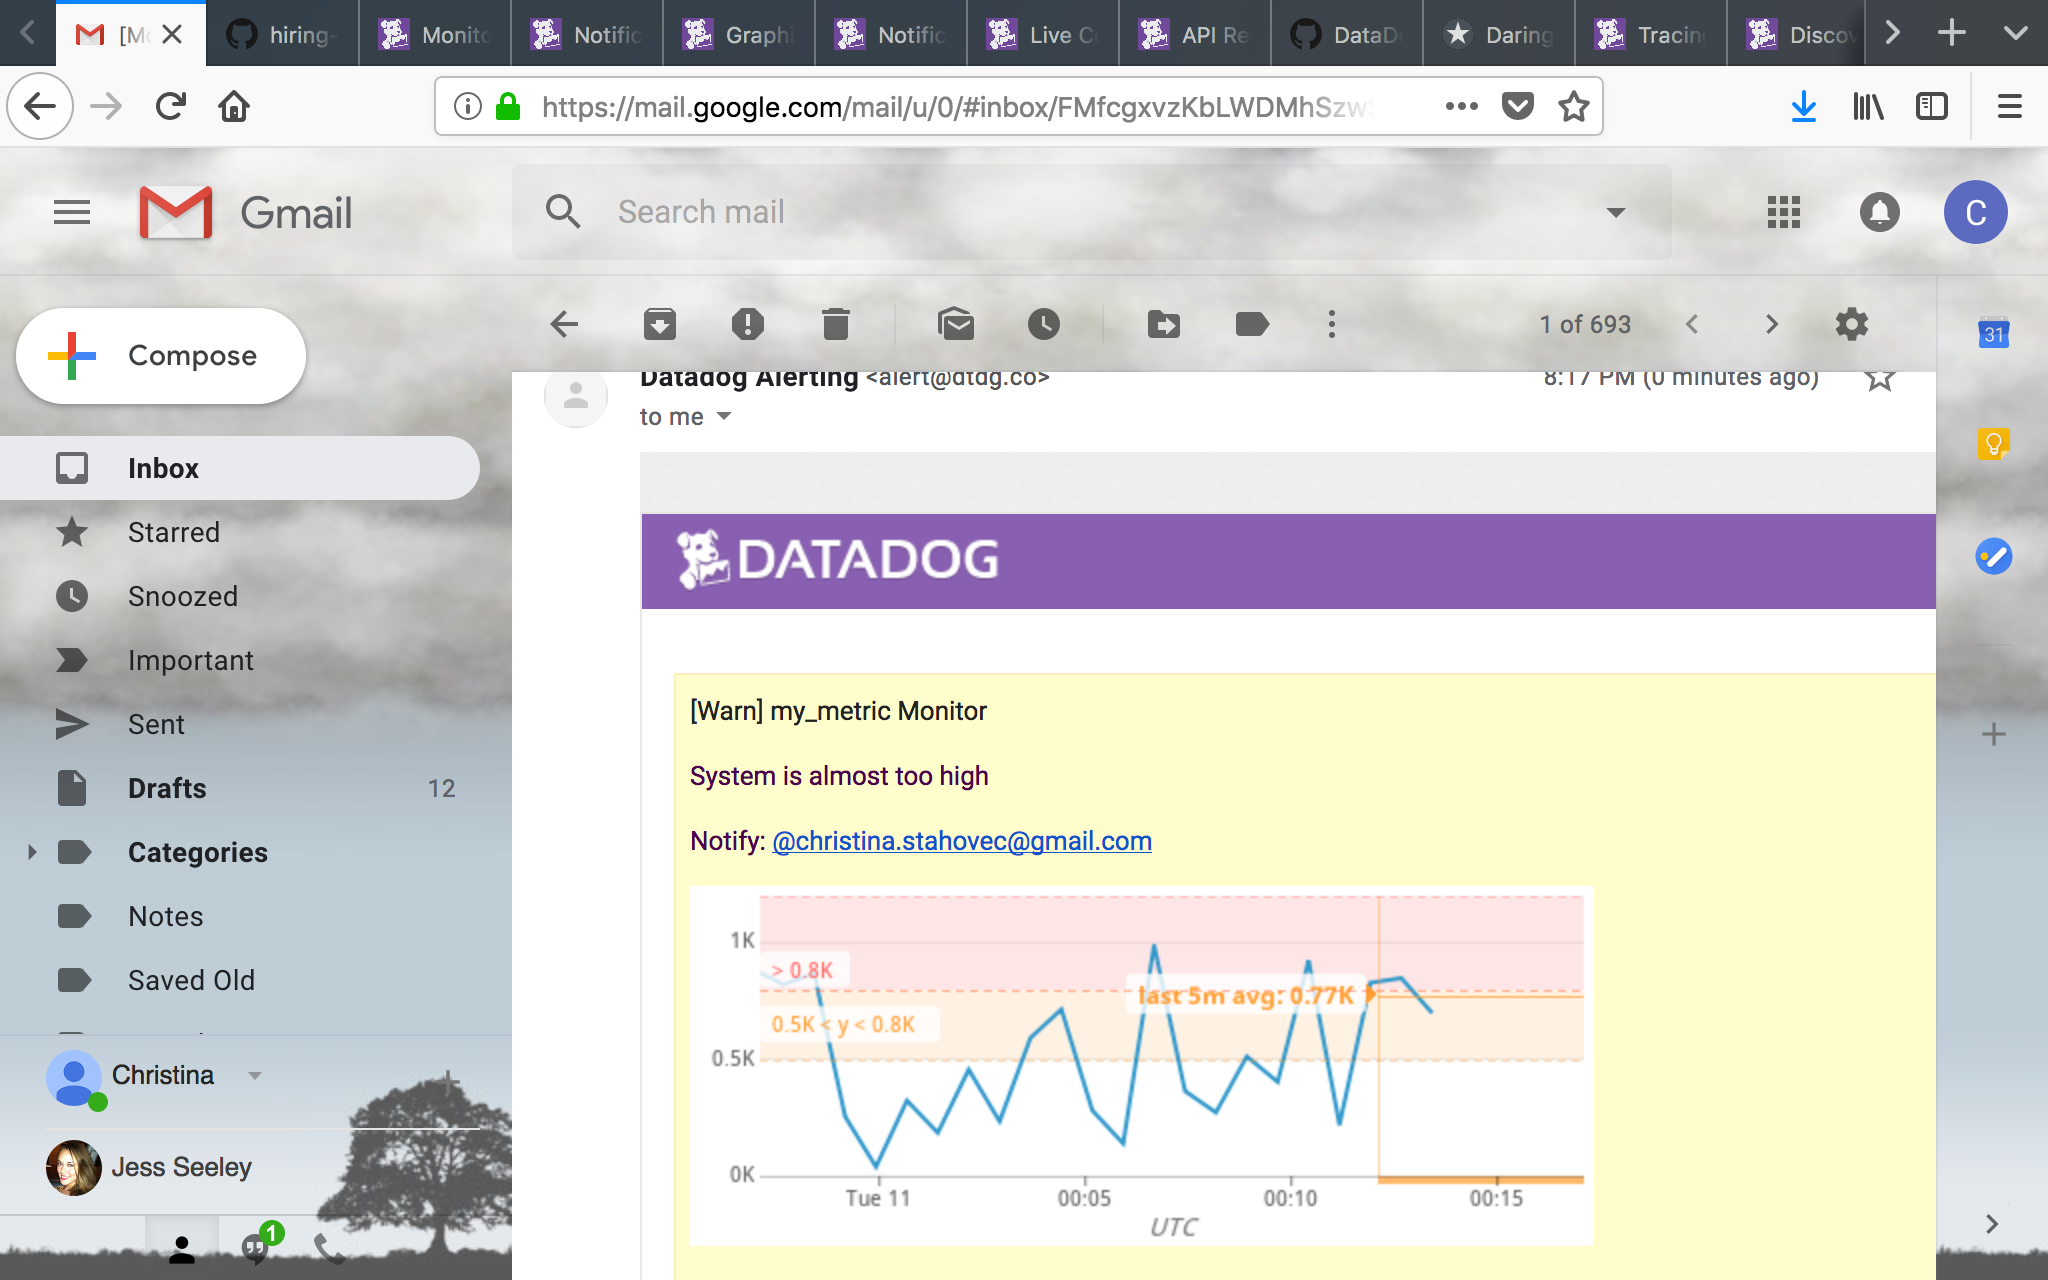 [Mo
hiring-
Monito
Notific
Graphi
Notific
Live C
API Re
DataD
Daring
Tracin
Discov
https://mail.google.com/mail/u/0/#inbox/FMfcgxvzKbLWDMhSzw
Gmail
Search mail
C
Compose
1 of 693
31
Datadog Alerting <alert@dtdg.co>
8:17 PM (0 minutes ago)
to me
Inbox
Starred
Snoozed
Important
Sent
Drafts 12
Categories
Notes
Saved Old
Christina
Jess Seeley
1
DATADOG
[Warn] my_metric Monitor
System is almost too high
Notify: @christina.stahovec@gmail.com
1K
> 0.8K
last 5m avg: 0.77K
0.5K < y < 0.8K
0.5K
0K
Tue 11 00:05 00:10 00:15
UTC